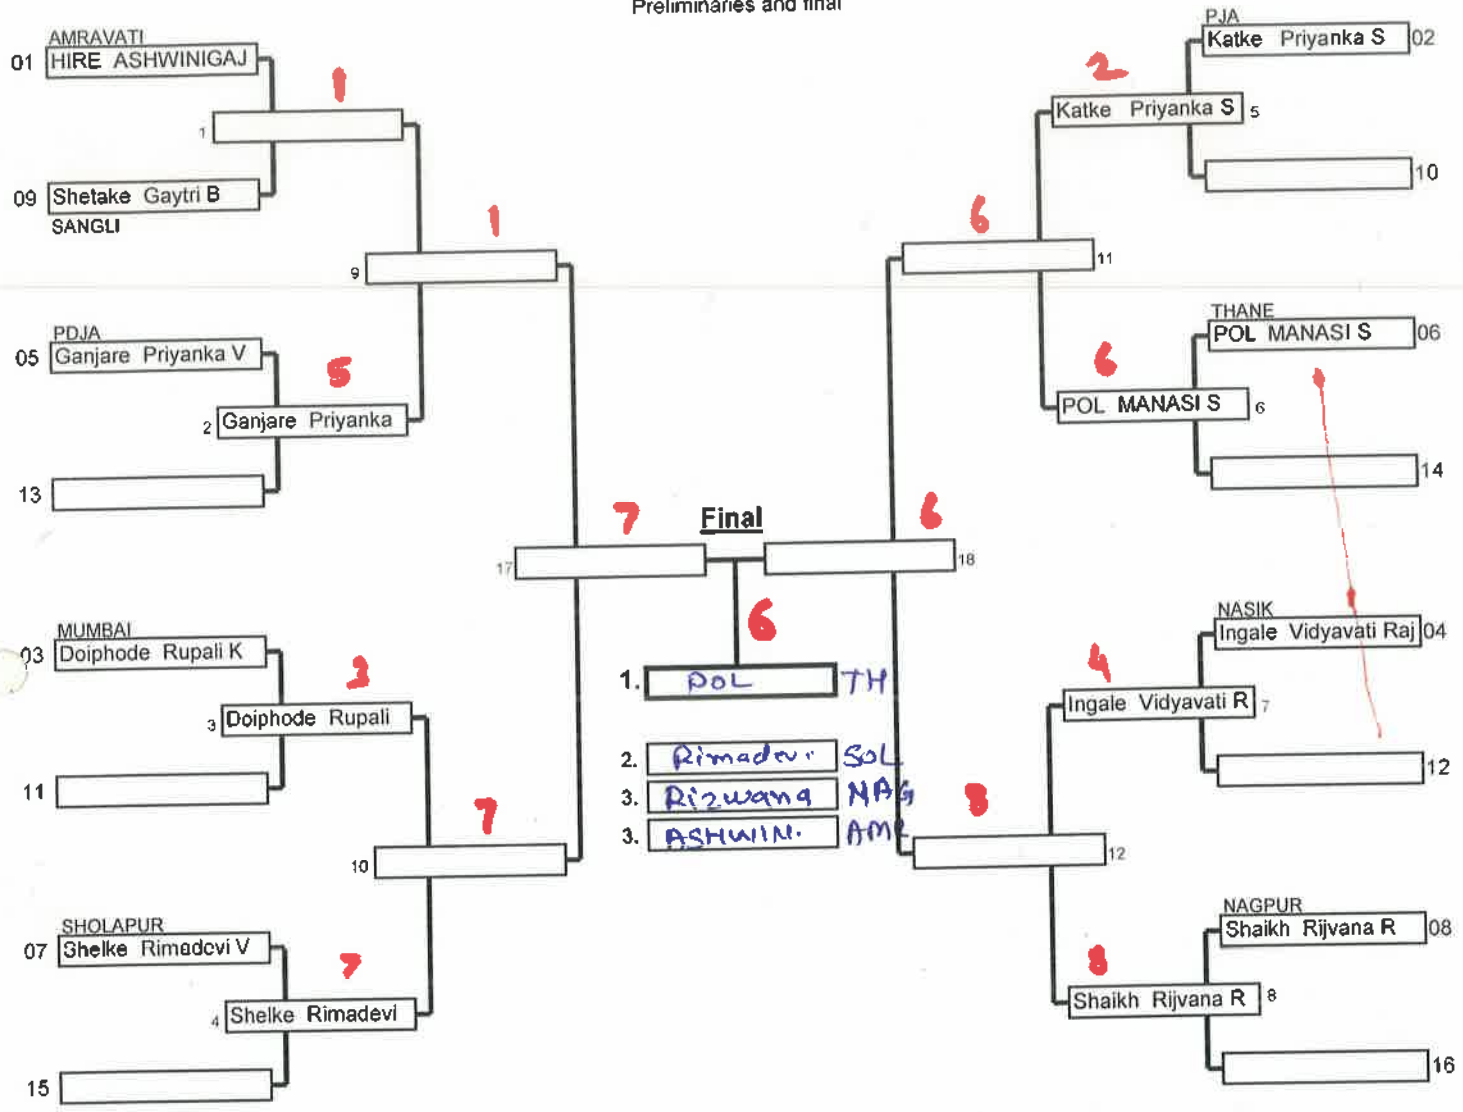 Preliminaries and final
AMRAVATI
01 HIRE ASHWINIGAJ
1
1
09 Shetake Gaytri B
SANGLI
1
9
PDJA
05 Ganjare Priyanka V
5
2 Ganjare Priyanka
13
7
17
MUMBAI
03 Doiphode Rupali K
3
3 Doiphode Rupali
11
7
10
SHOLAPUR
07 Shelke Rimadevi V
7
4 Shelke Rimadevi
15
Final
6
1. POL TH
2. Rimadevi SOL
3. Rizwana NAG
3. ASHWIN. AMR
PJA
Katke Priyanka S 02
2
Katke Priyanka S 5
10
6
11
THANE
POL MANASI S 06
6
POL MANASI S 6
14
6
18
NASIK
Ingale Vidyavati Raj 04
4
Ingale Vidyavati R 7
12
8
12
NAGPUR
Shaikh Rijvana R 08
8
Shaikh Rijvana R 8
16